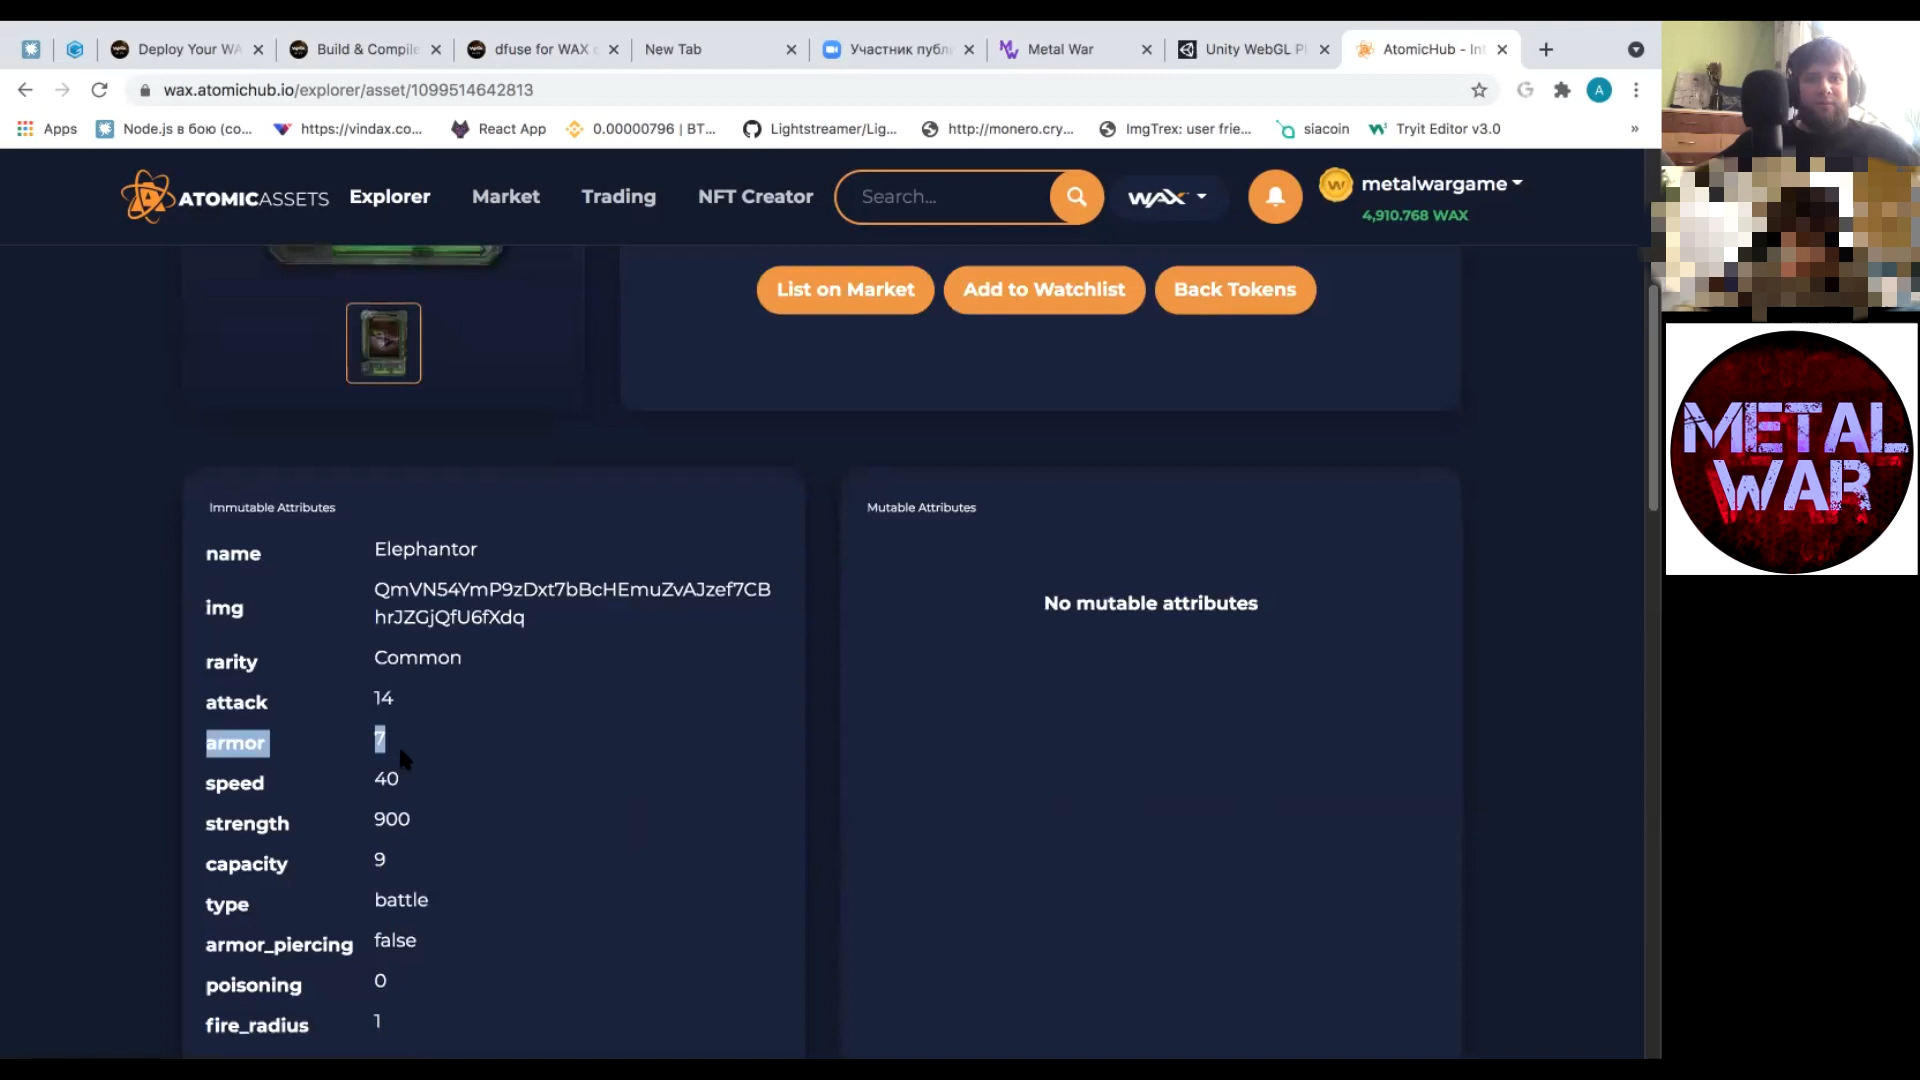 Deploy Your WA
Build & Compile
dfuse for WAX
New Tab
Участник публ
Metal War
Unity WebGL Pl
AtomicHub - Int
wax.atomichub.io/explorer/asset/1099514642813
A
Apps
Node.js в бою (со...
https://vindax.co...
React App
0.00000796 | BT...
Lightstreamer/Lig...
http://monero.cry...
ImgTrex: user frie...
siacoin
Tryit Editor v3.0
»
ATOMICASSETS
Explorer
Market
Trading
NFT Creator
Search...
WAX
metalwargame
4,910.768 WAX
List on Market
Add to Watchlist
Back Tokens
METAL
WAR
Immutable Attributes
name Elephantor
img QmVN54YmP9zDxt7bBcHEmuZvAJzef7CB
hrJZGjQfU6fXdq
rarity Common
attack 14
armor 7
speed 40
strength 900
capacity 9
type battle
armor_piercing false
poisoning 0
fire_radius 1
Mutable Attributes
No mutable attributes